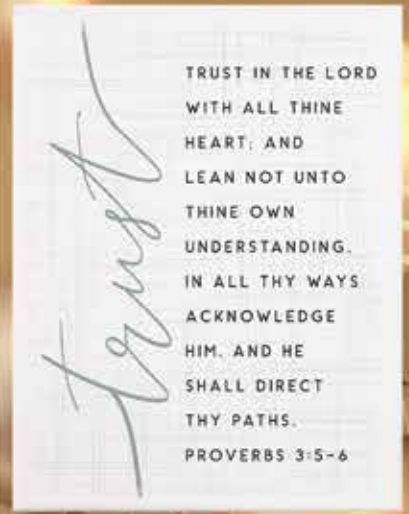 trust
TRUST IN THE LORD
WITH ALL THINE
HEART; AND
LEAN NOT UNTO
THINE OWN
UNDERSTANDING.
IN ALL THY WAYS
ACKNOWLEDGE
HIM, AND HE
SHALL DIRECT
THY PATHS.
PROVERBS 3:5-6